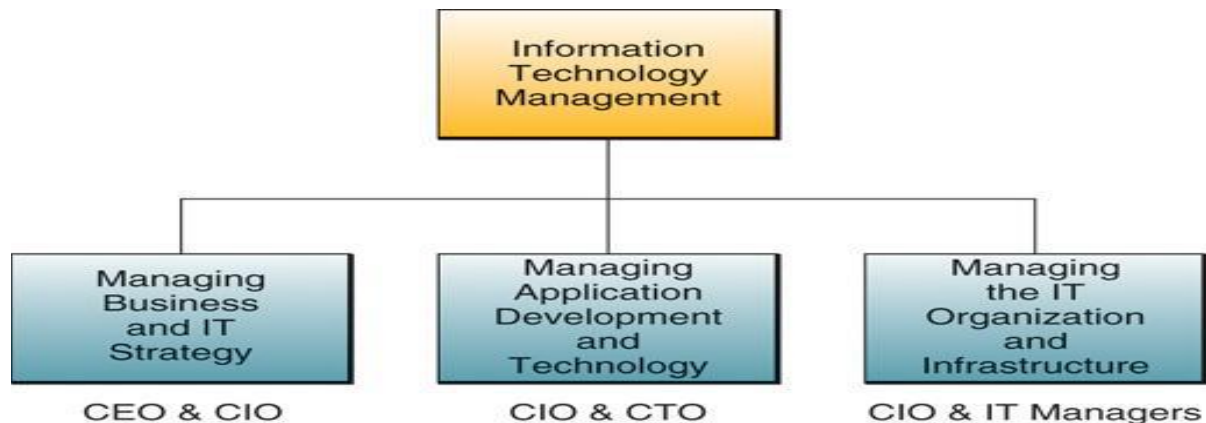 Information
Technology
Management
Managing
Business
and IT
Strategy
CEO & CIO
Managing
Application
Development
and
Technology
CIO & CTO
Managing
the IT
Organization
and
Infrastructure
CIO & IT Managers